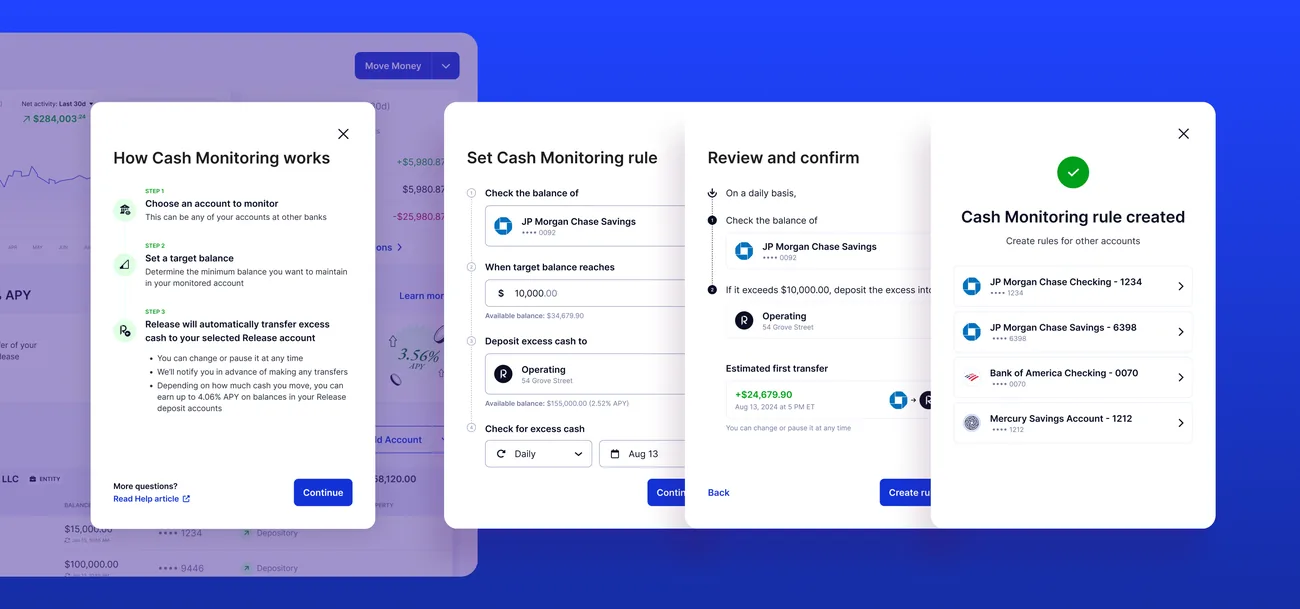 Move Money
Net activity: Last 30d
$284,003.24
+$5,980.87
$5,980.87
-$25,980.87
APR
MAY
JUN
APY
Learn mor
3.56%
APY
LLC
ENTITY
$15,000.00
•••• 1234
Depository
$100,000.00
•••• 9446
Depository
How Cash Monitoring works
STEP 1
Choose an account to monitor
This can be any of your accounts at other banks
STEP 2
Set a target balance
Determine the minimum balance you want to maintain
in your monitored account
STEP 3
Release will automatically transfer excess
cash to your selected Release account
• You can change or pause it at any time
• We'll notify you in advance of making any transfers
• Depending on how much cash you move, you can
earn up to 4.06% APY on balances in your Release
deposit accounts
More questions?
Read Help article
Continue
Set Cash Monitoring rule
1
Check the balance of
JP Morgan Chase Savings
•••• 0092
2
When target balance reaches
$ 10,000.00
Available balance: $34,679.90
3
Deposit excess cash to
R
Operating
54 Grove Street
Available balance: $155,000.00 (2.52% APY)
4
Check for excess cash
Daily
Aug 13
Contin
Review and confirm
On a daily basis,
1
Check the balance of
JP Morgan Chase Savings
•••• 0092
2
If it exceeds $10,000.00, deposit the excess into
R
Operating
54 Grove Street
Estimated first transfer
+$24,679.90
Aug 13, 2024 at 5 PM ET
You can change or pause it at any time
Back
Create ru
Cash Monitoring rule created
Create rules for other accounts
JP Morgan Chase Checking - 1234
•••• 1234
JP Morgan Chase Savings - 6398
•••• 6398
Bank of America Checking - 0070
•••• 0070
Mercury Savings Account - 1212
•••• 1212